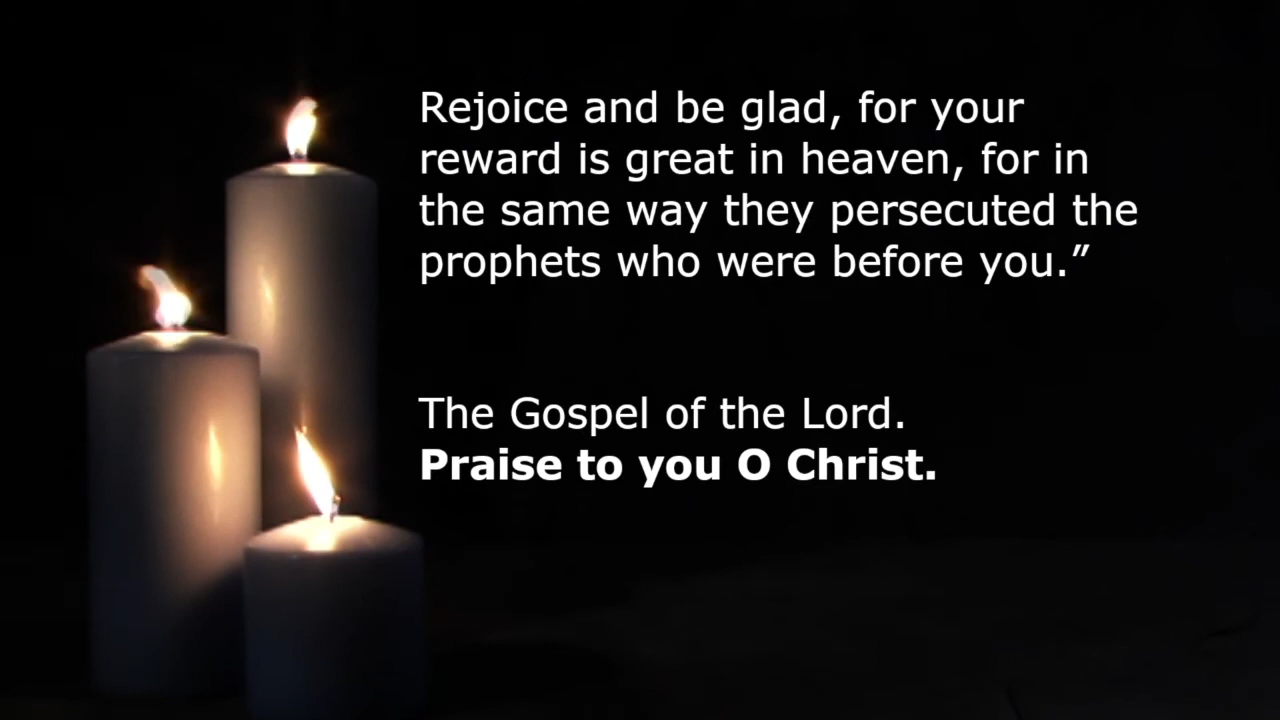 Rejoice and be glad, for your
reward is great in heaven, for in
the same way they persecuted the
prophets who were before you.”
The Gospel of the Lord.
Praise to you O Christ.